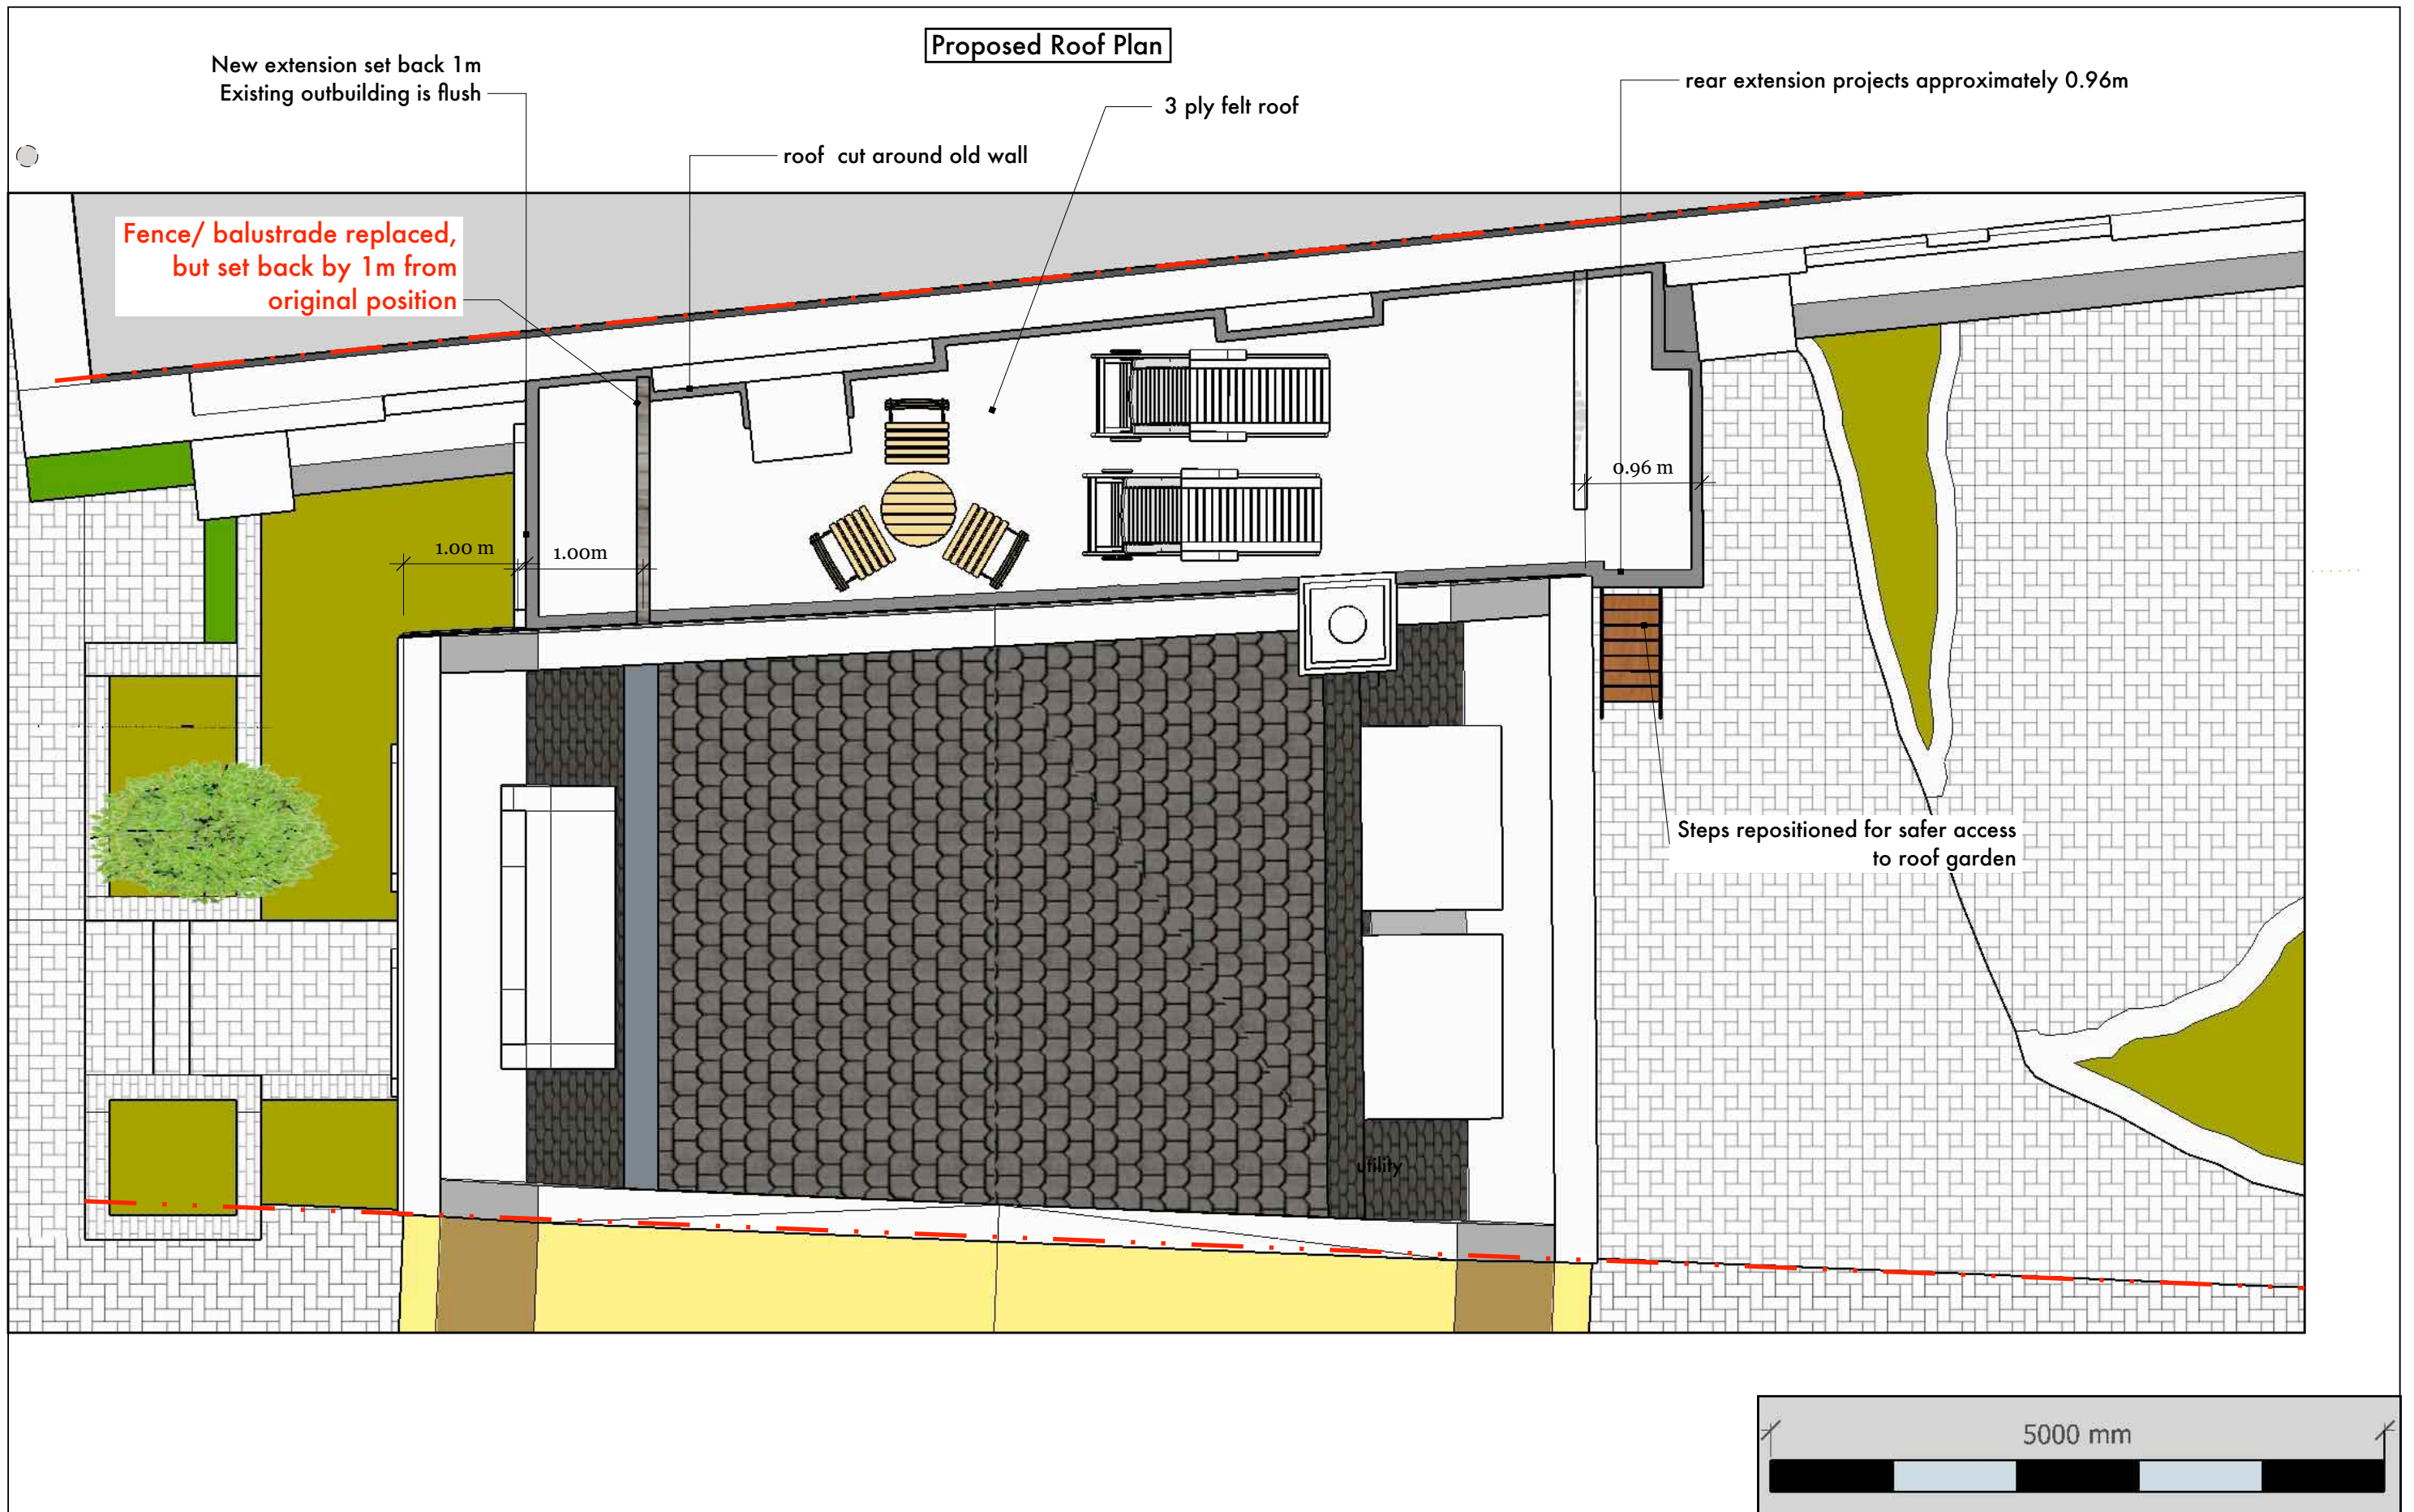 Proposed Roof Plan
New extension set back 1m
Existing outbuilding is flush
rear extension projects approximately 0.96m
3 ply felt roof
roof cut around old wall
Fence/ balustrade replaced,
but set back by 1m from
original position
0.96 m
1.00 m
1.00m
Steps repositioned for safer access
to roof garden
utility
5000 mm